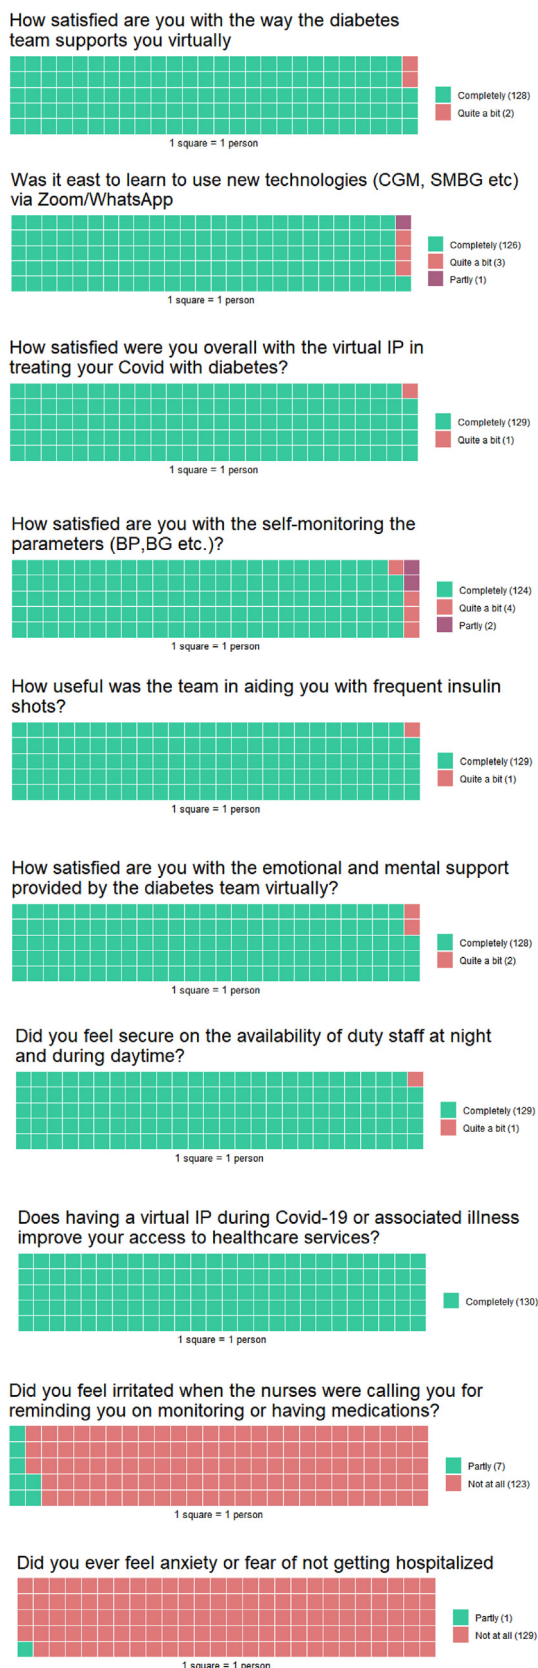 How satisfied are you with the way the diabetes
team supports you virtually
Completely (128)
Quite a bit (2)
1 square = 1 person
Was it east to learn to use new technologies (CGM, SMBG etc)
via Zoom/WhatsApp
Completely (126)
Quite a bit (3)
Partly (1)
1 square = 1 person
How satisfied were you overall with the virtual IP in
treating your Covid with diabetes?
Completely (129)
Quite a bit (1)
1 square = 1 person
How satisfied are you with the self-monitoring the
parameters (BP,BG etc.)?
Completely (124)
Quite a bit (4)
Partly (2)
1 square = 1 person
How useful was the team in aiding you with frequent insulin
shots?
Completely (129)
Quite a bit (1)
1 square = 1 person
How satisfied are you with the emotional and mental support
provided by the diabetes team virtually?
Completely (128)
Quite a bit (2)
1 square = 1 person
Did you feel secure on the availability of duty staff at night
and during daytime?
Completely (129)
Quite a bit (1)
1 square = 1 person
Does having a virtual IP during Covid-19 or associated illness
improve your access to healthcare services?
Completely (130)
1 square = 1 person
Did you feel irritated when the nurses were calling you for
reminding you on monitoring or having medications?
Partly (7)
Not at all (123)
1 square = 1 person
Did you ever feel anxiety or fear of not getting hospitalized
Partly (1)
Not at all (129)
1 square = 1 person